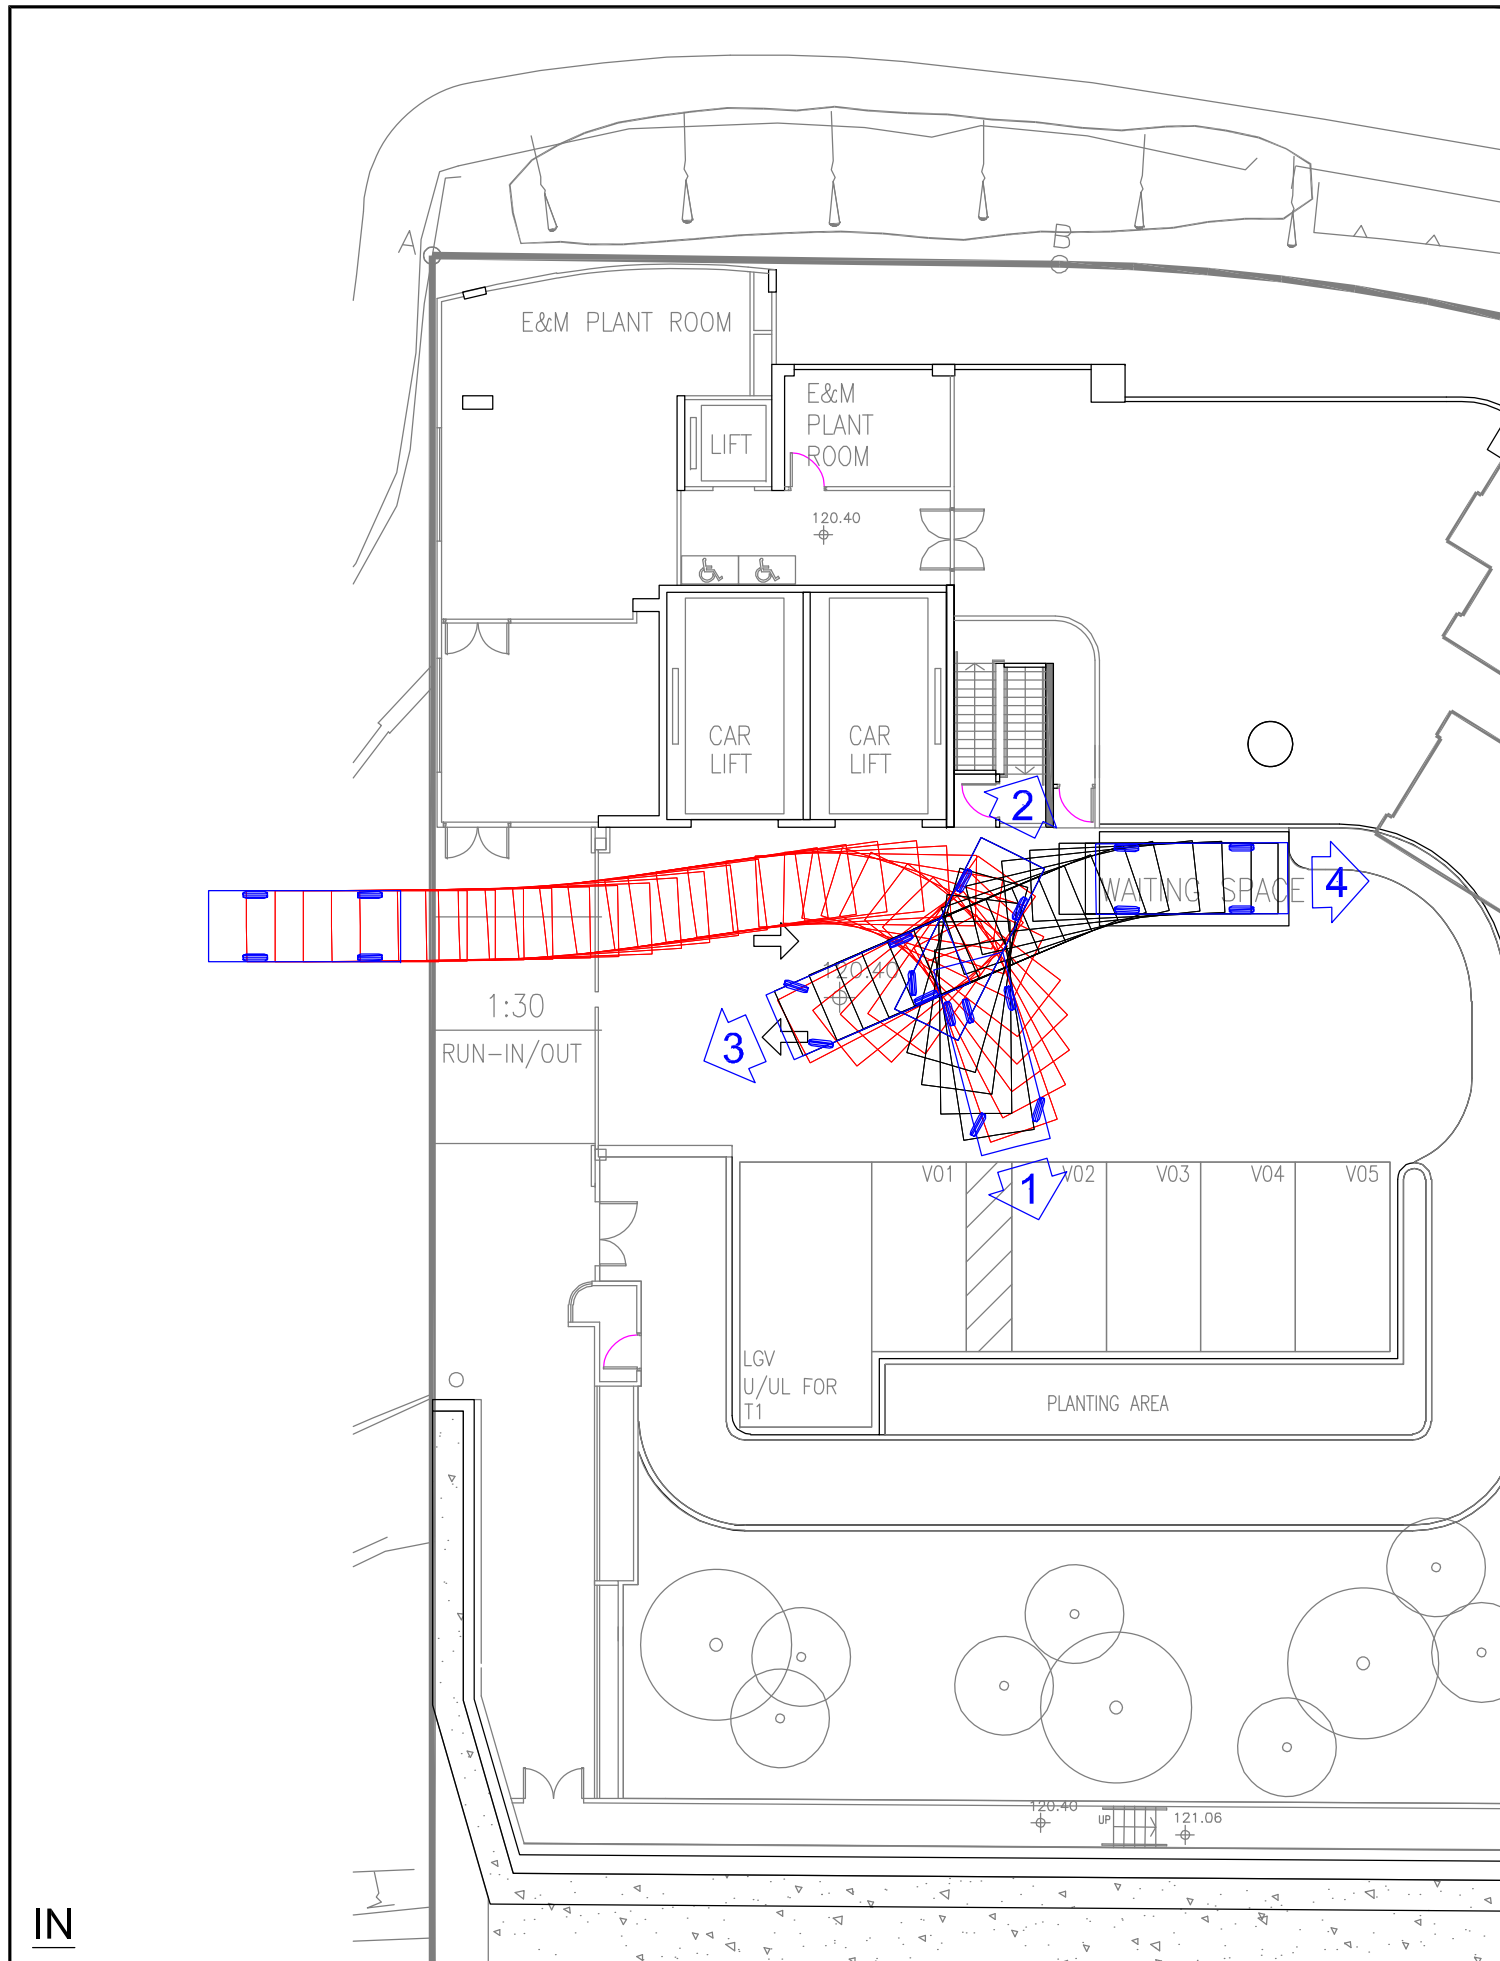 A
B
E&M PLANT ROOM
E&M
PLANT
ROOM
LIFT
120.40
CAR
LIFT
CAR
LIFT
2
WAITING SPACE
4
120.40
1:30
3
RUN-IN/OUT
V01
V02
V03
V04
V05
1
LGV
U/UL FOR
T1
PLANTING AREA
120.40
UP
121.06
IN